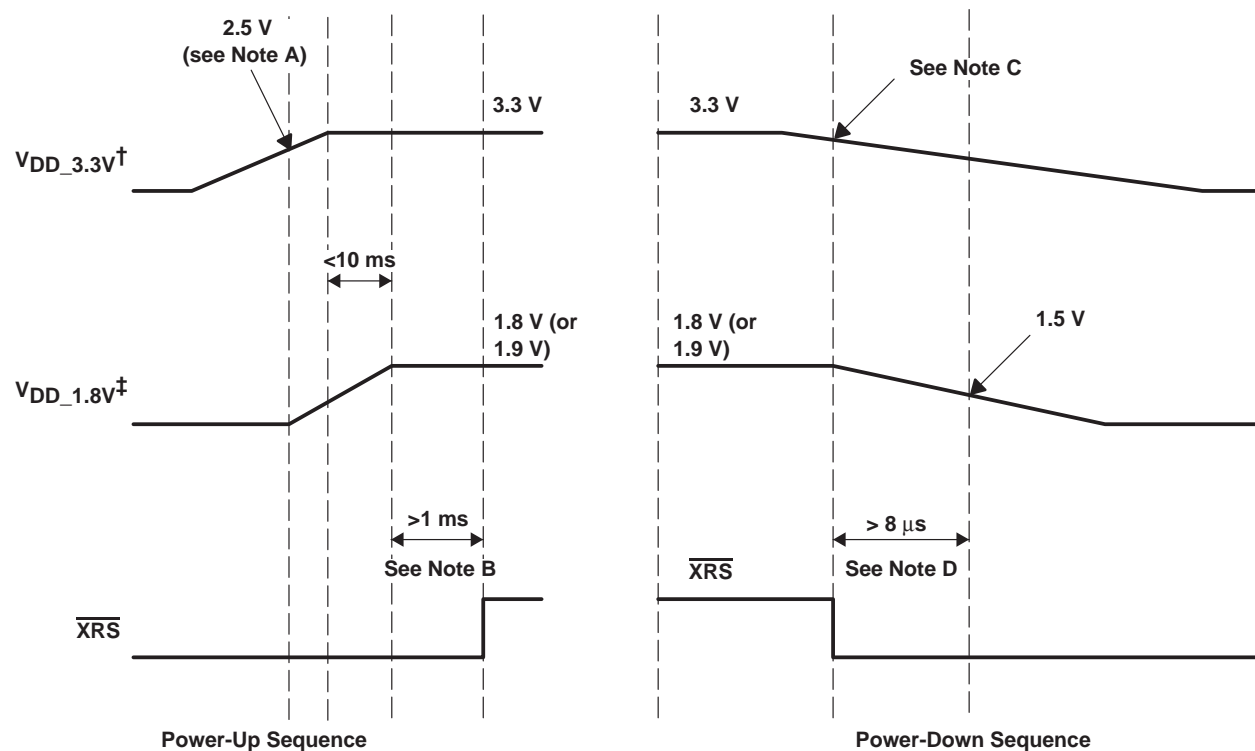 2.5 V
(see Note A)
See Note C
3.3 V
3.3 V
VDD_3.3V†
<10 ms
1.8 V (or
1.9 V)
1.8 V (or
1.9 V)
1.5 V
VDD_1.8V‡
>1 ms
> 8 μs
See Note B
XRS
See Note D
XRS
Power-Up Sequence
Power-Down Sequence